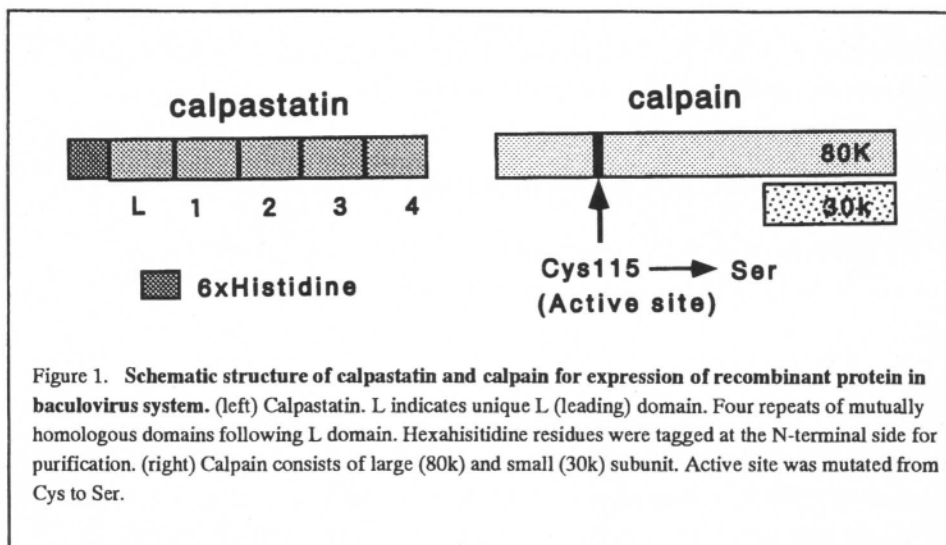 calpastatin
calpain
80K
30k
L 1 2 3 4
6xHistidine
Cys115 Ser
(Active site)
Figure 1. Schematic structure of calpastatin and calpain for expression of recombinant protein in
baculovirus system. (left) Calpastatin. L indicates unique L (leading) domain. Four repeats of mutually
homologous domains following L domain. Hexahisitidine residues were tagged at the N-terminal side for
purification. (right) Calpain consists of large (80k) and small (30k) subunit. Active site was mutated from
Cys to Ser.